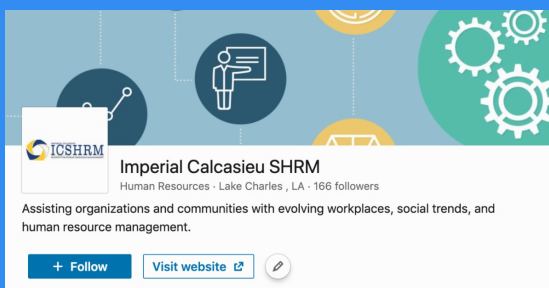 ICSHRM
Imperial Calcasieu SHRM
Human Resources · Lake Charles , LA · 166 followers
Assisting organizations and communities with evolving workplaces, social trends, and
human resource management.
+ Follow
Visit website